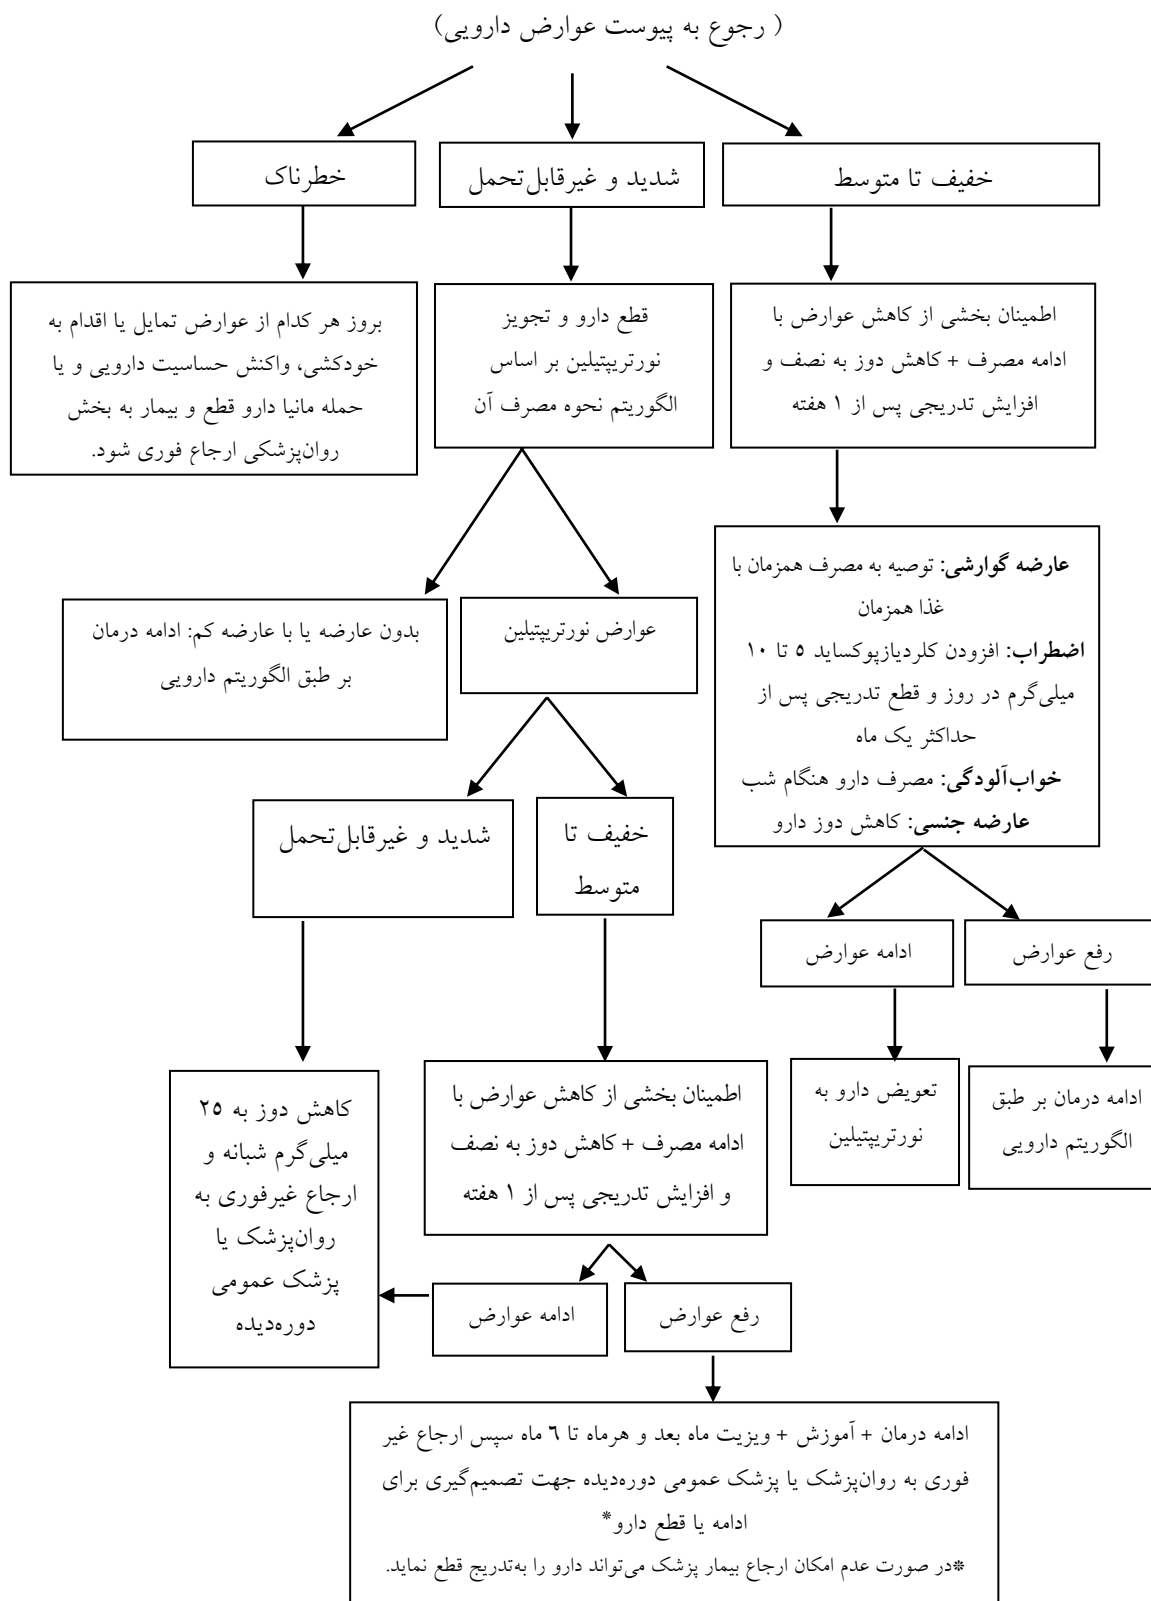 ( رجوع به پیوست عوارض دارویی)
خفیف تا متوسط
شدید و غیرقابل‌تحمل
خطرناک
اطمینان بخشی از کاهش عوارض با
ادامه مصرف + کاهش دوز به نصف و
افزایش تدریجی پس از ۱ هفته
قطع دارو و تجویز
نورتریپتیلین بر اساس
الگوریتم نحوه مصرف آن
بروز هر کدام از عوارض تمایل یا اقدام به
خودکشی، واکنش حساسیت دارویی و یا
حمله مانیا دارو قطع و بیمار به بخش
روان‌پزشکی ارجاع فوری شود.
عارضه گوارشی: توصیه به مصرف همزمان با
غذا همزمان
اضطراب: افزودن کلردیازپوکساید ۵ تا ۱۰
میلی‌گرم در روز و قطع تدریجی پس از
حداکثر یک ماه
خواب‌آلودگی: مصرف دارو هنگام شب
عارضه جنسی: کاهش دوز دارو
عوارض نورتریپتیلین
بدون عارضه یا با عارضه کم: ادامه درمان
بر طبق الگوریتم دارویی
خفیف تا
متوسط
شدید و غیرقابل‌تحمل
رفع عوارض
ادامه عوارض
ادامه درمان بر طبق
الگوریتم دارویی
تعویض دارو به
نورتریپتیلین
اطمینان بخشی از کاهش عوارض با
ادامه مصرف + کاهش دوز به نصف
و افزایش تدریجی پس از ۱ هفته
کاهش دوز به ۲۵
میلی‌گرم شبانه و
ارجاع غیرفوری به
روان‌پزشک یا
پزشک عمومی
دوره‌دیده
رفع عوارض
ادامه عوارض
ادامه درمان + آموزش + ویزیت ماه بعد و هرماه تا ۶ ماه سپس ارجاع غیر
فوری به روان‌پزشک یا پزشک عمومی دوره‌دیده جهت تصمیم‌گیری برای
ادامه یا قطع دارو*
*در صورت عدم امکان ارجاع بیمار پزشک می‌تواند دارو را به‌تدریج قطع نماید.